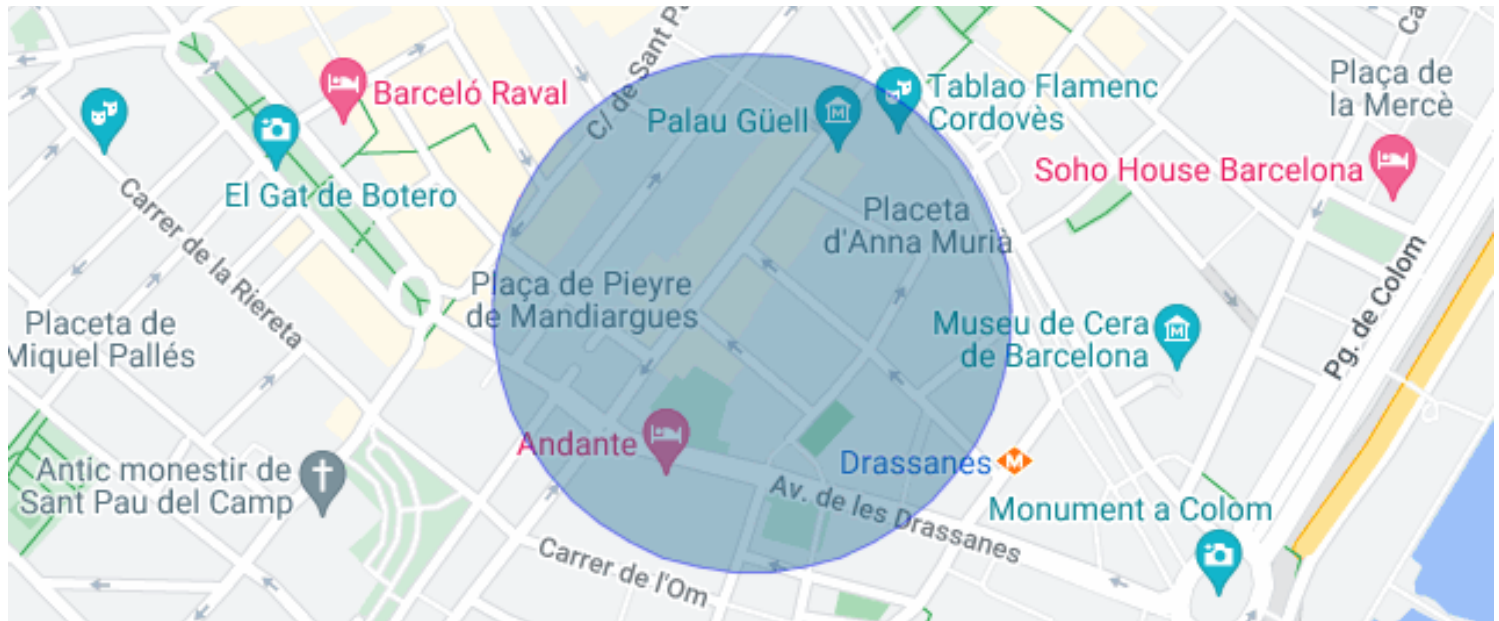 C/ de Sant Pa
Ca
Barceló Raval
Tablao Flamenc
Cordovès
Palau Güell
Plaça de
la Mercè
Soho House Barcelona
El Gat de Botero
Carrer de la Riereta
Placeta
d'Anna Murià
Plaça de Pieyre
de Mandiargues
Placeta de
Miquel Pallés
Museu de Cera
de Barcelona
Pg. de Colom
Andante
Drassanes
M
Antic monestir de
Sant Pau del Camp
Av. de les Drassanes
Monument a Colom
Carrer de l'Om